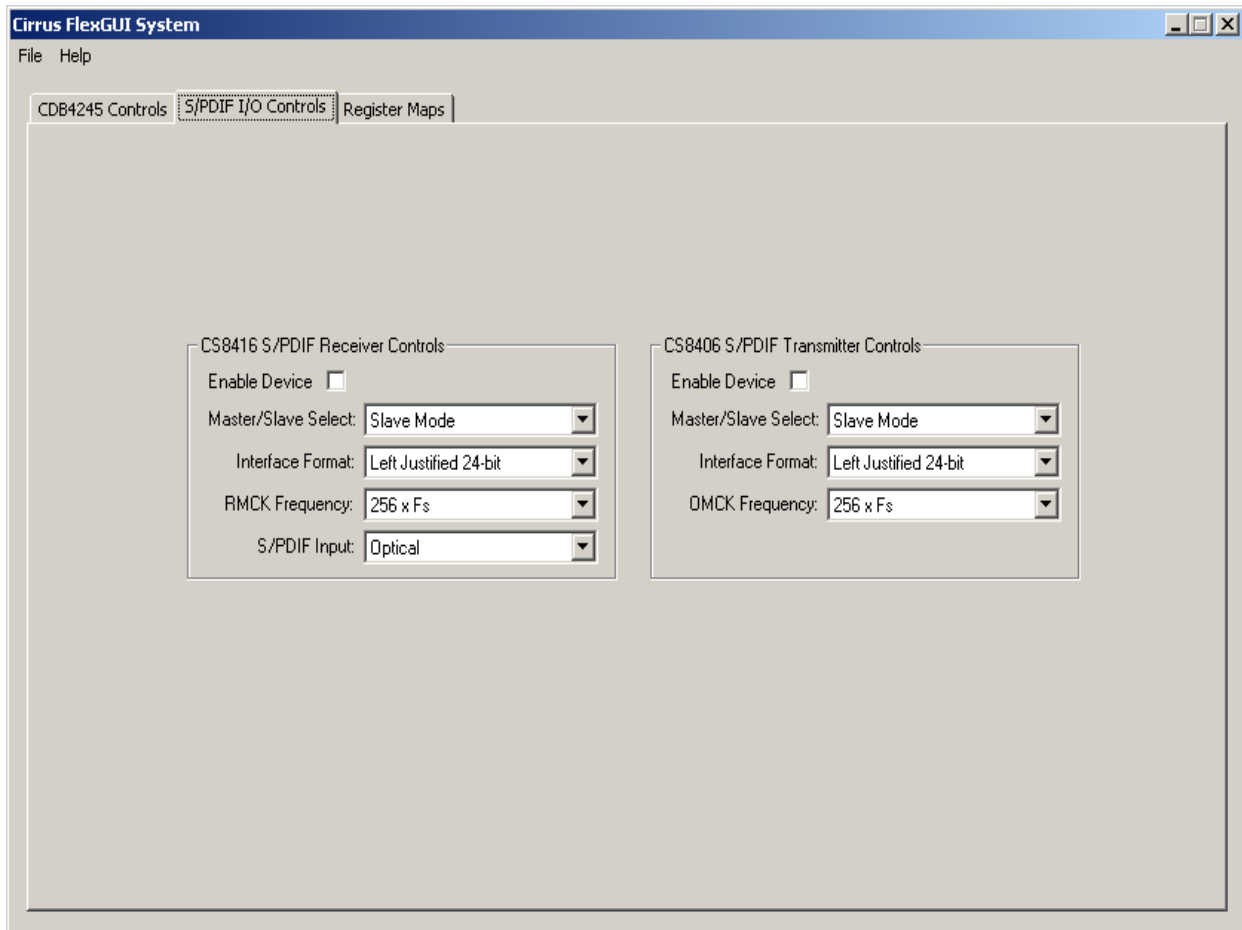 Cirrus FlexGUI System
File Help
CDB4245 Controls S/PDIF I/O Controls Register Maps
CS8416 S/PDIF Receiver Controls
Enable Device
Master/Slave Select: Slave Mode
Interface Format: Left Justified 24-bit
RMCK Frequency: 256 x Fs
S/PDIF Input: Optical
CS8406 S/PDIF Transmitter Controls
Enable Device
Master/Slave Select: Slave Mode
Interface Format: Left Justified 24-bit
OMCK Frequency: 256 x Fs